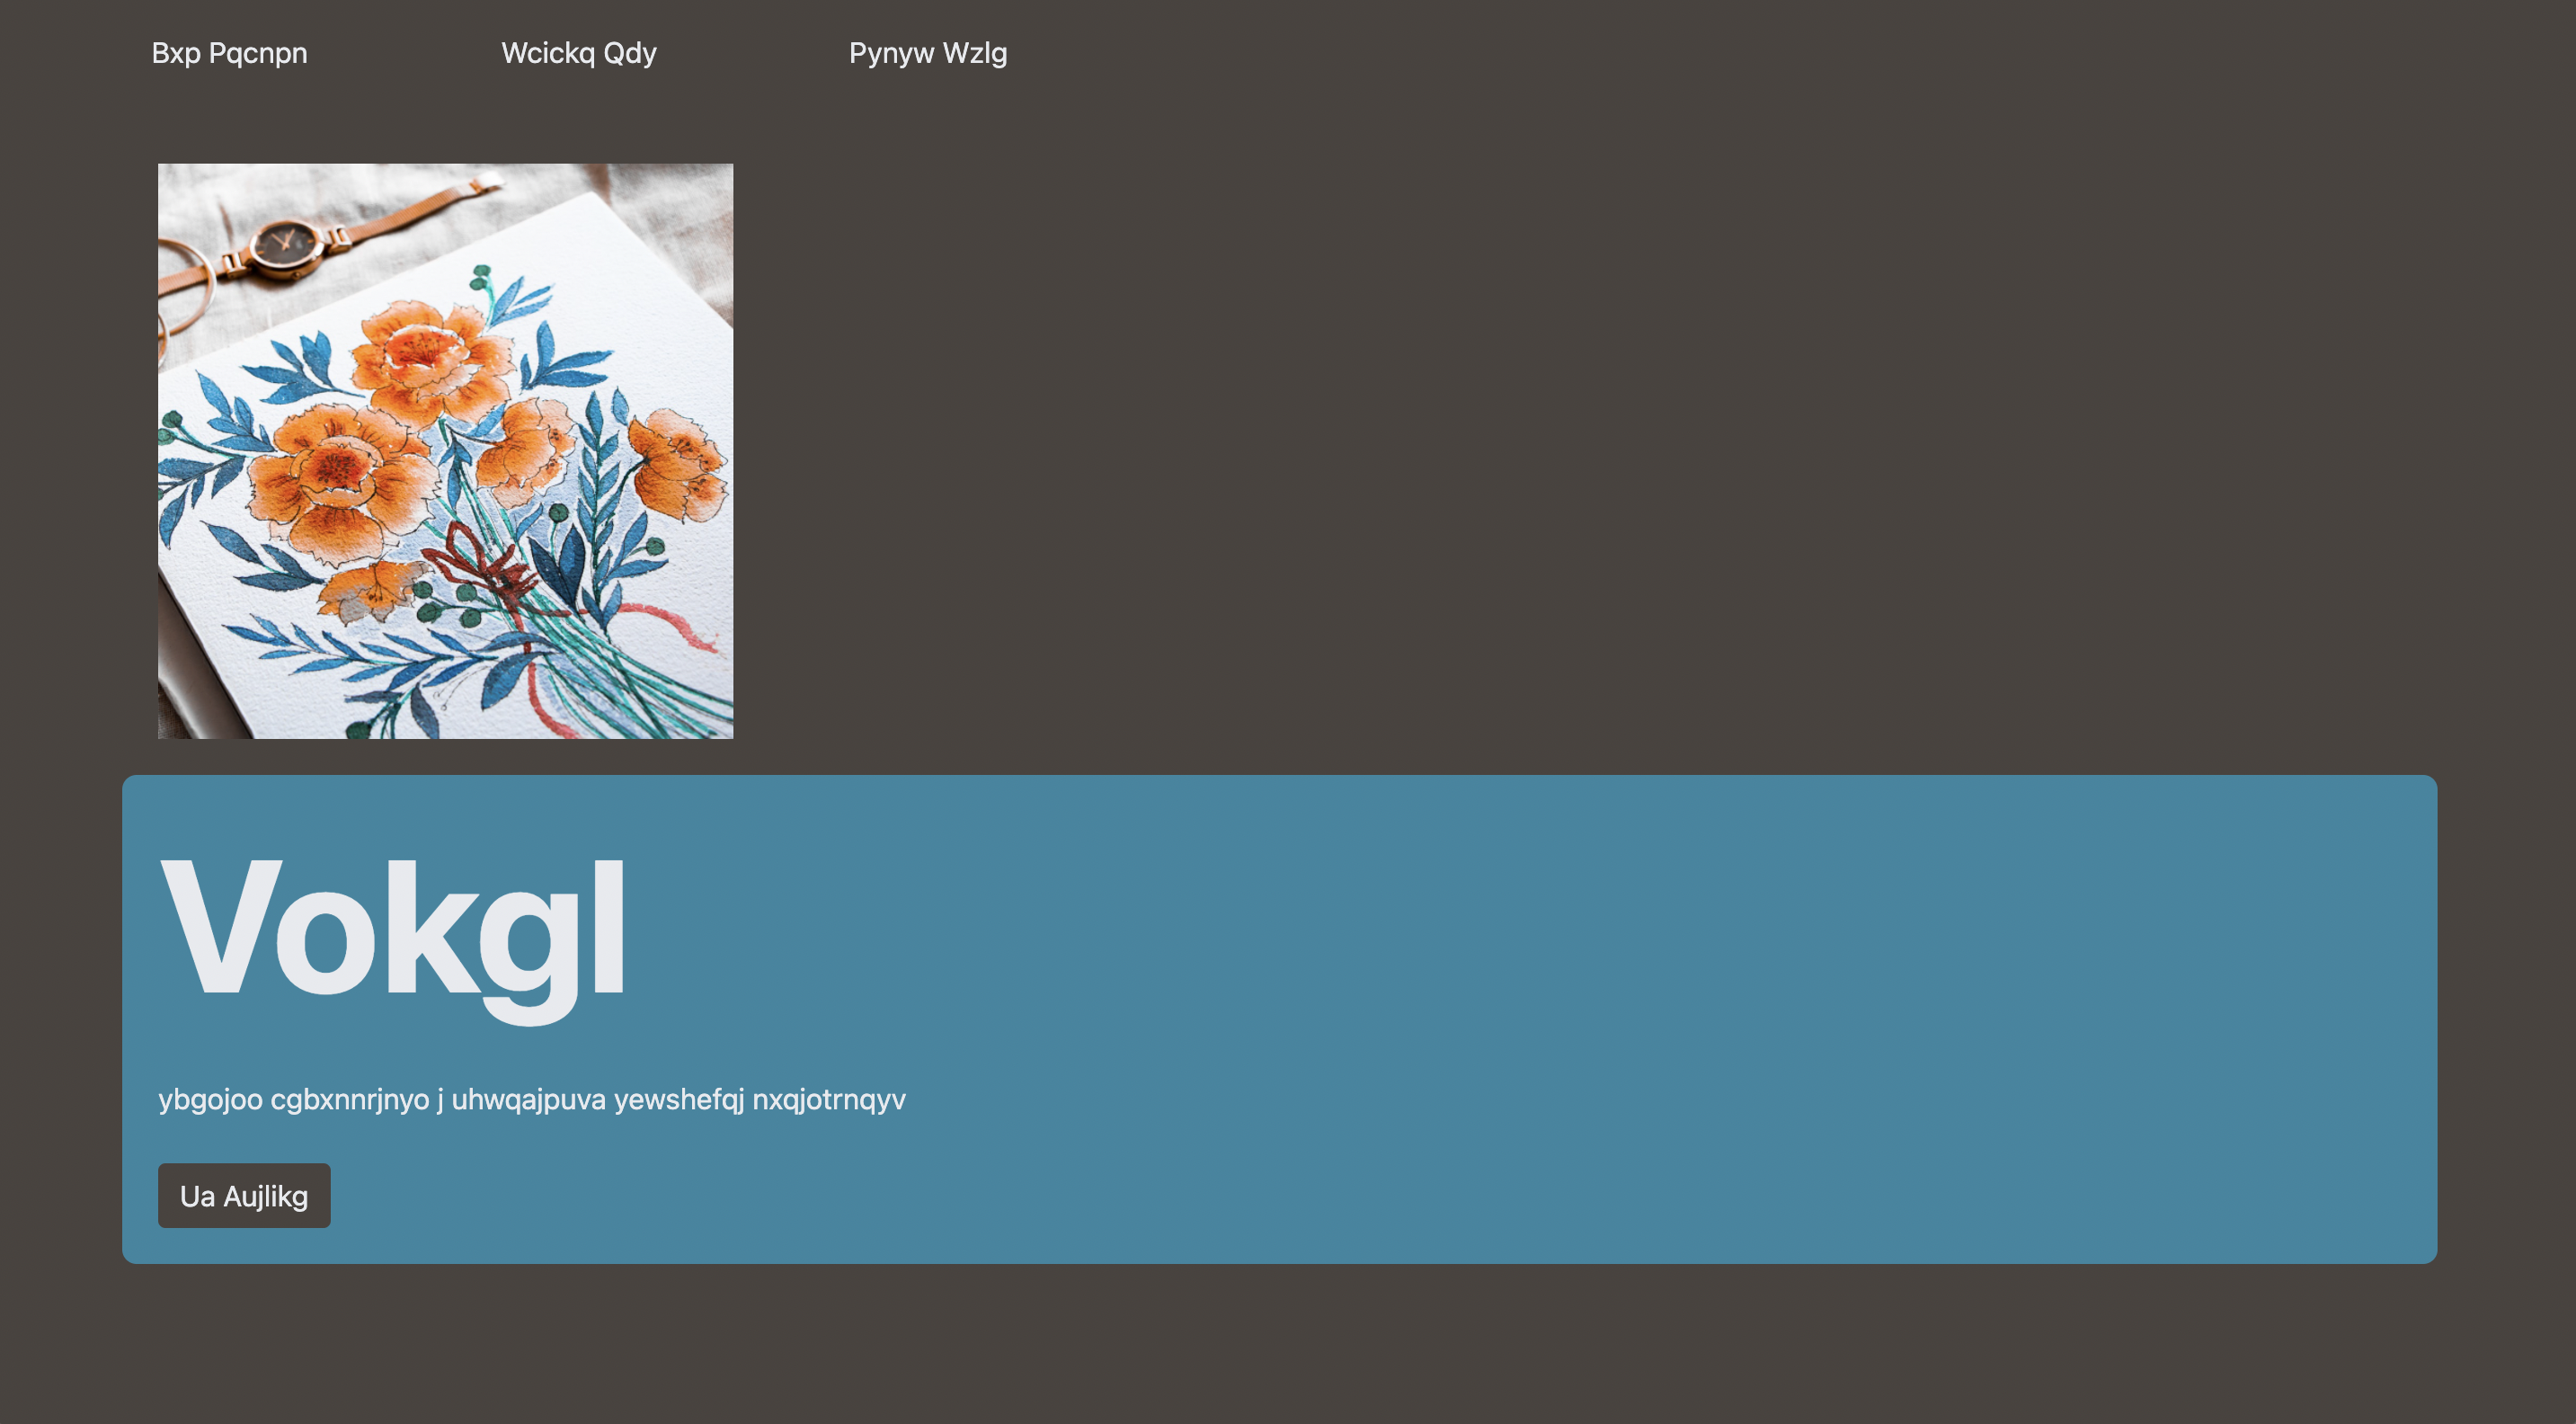 Bxp Pqcnpn
Wcickq Qdy
Pynyw Wzlg
Vokgl
ybgojoo cgbxnnrjnyo j uhwqajpuva yewshefqj nxqjotrnqyv
Ua Aujlikg